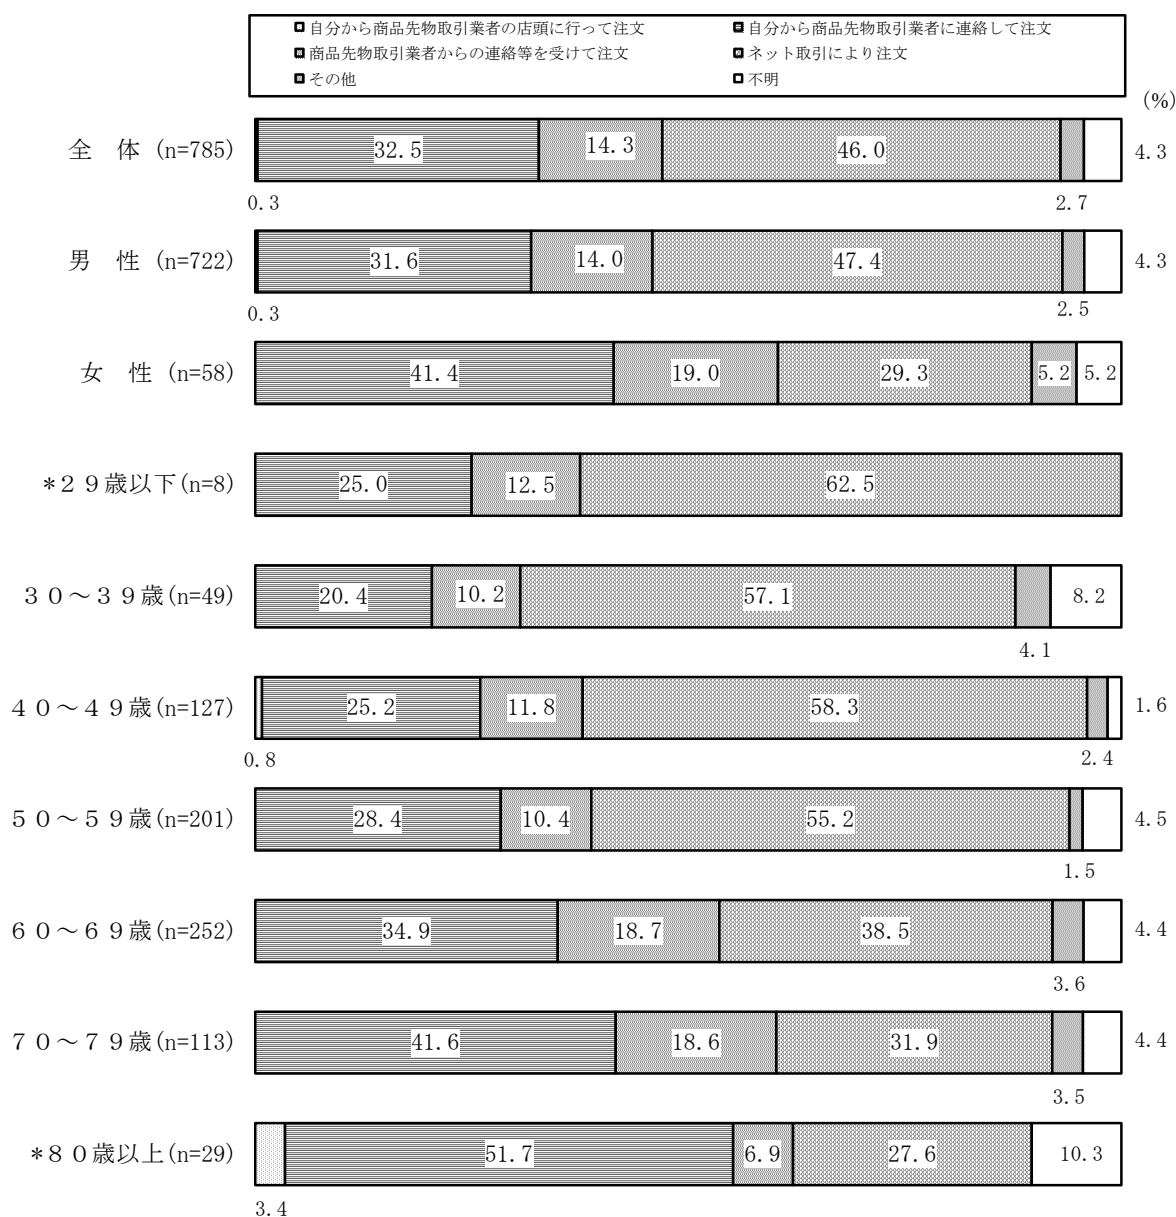 自分から商品先物取引業者の店頭に行って注文 自分から商品先物取引業者に連絡して注文
商品先物取引業者からの連絡等を受けて注文 ネット取引により注文
その他 不明
(%)
全　体 (n=785) 32.5 14.3 46.0 4.3
0.3 2.7
男　性 (n=722) 31.6 14.0 47.4 4.3
0.3 2.5
女　性 (n=58) 41.4 19.0 29.3 5.2 5.2
*２９歳以下(n=8) 25.0 12.5 62.5
３０～３９歳(n=49) 20.4 10.2 57.1 8.2
4.1
４０～４９歳(n=127) 25.2 11.8 58.3 1.6
0.8 2.4
５０～５９歳(n=201) 28.4 10.4 55.2 4.5
1.5
６０～６９歳(n=252) 34.9 18.7 38.5 4.4
3.6
７０～７９歳(n=113) 41.6 18.6 31.9 4.4
3.5
*８０歳以上(n=29) 51.7 6.9 27.6 10.3
3.4